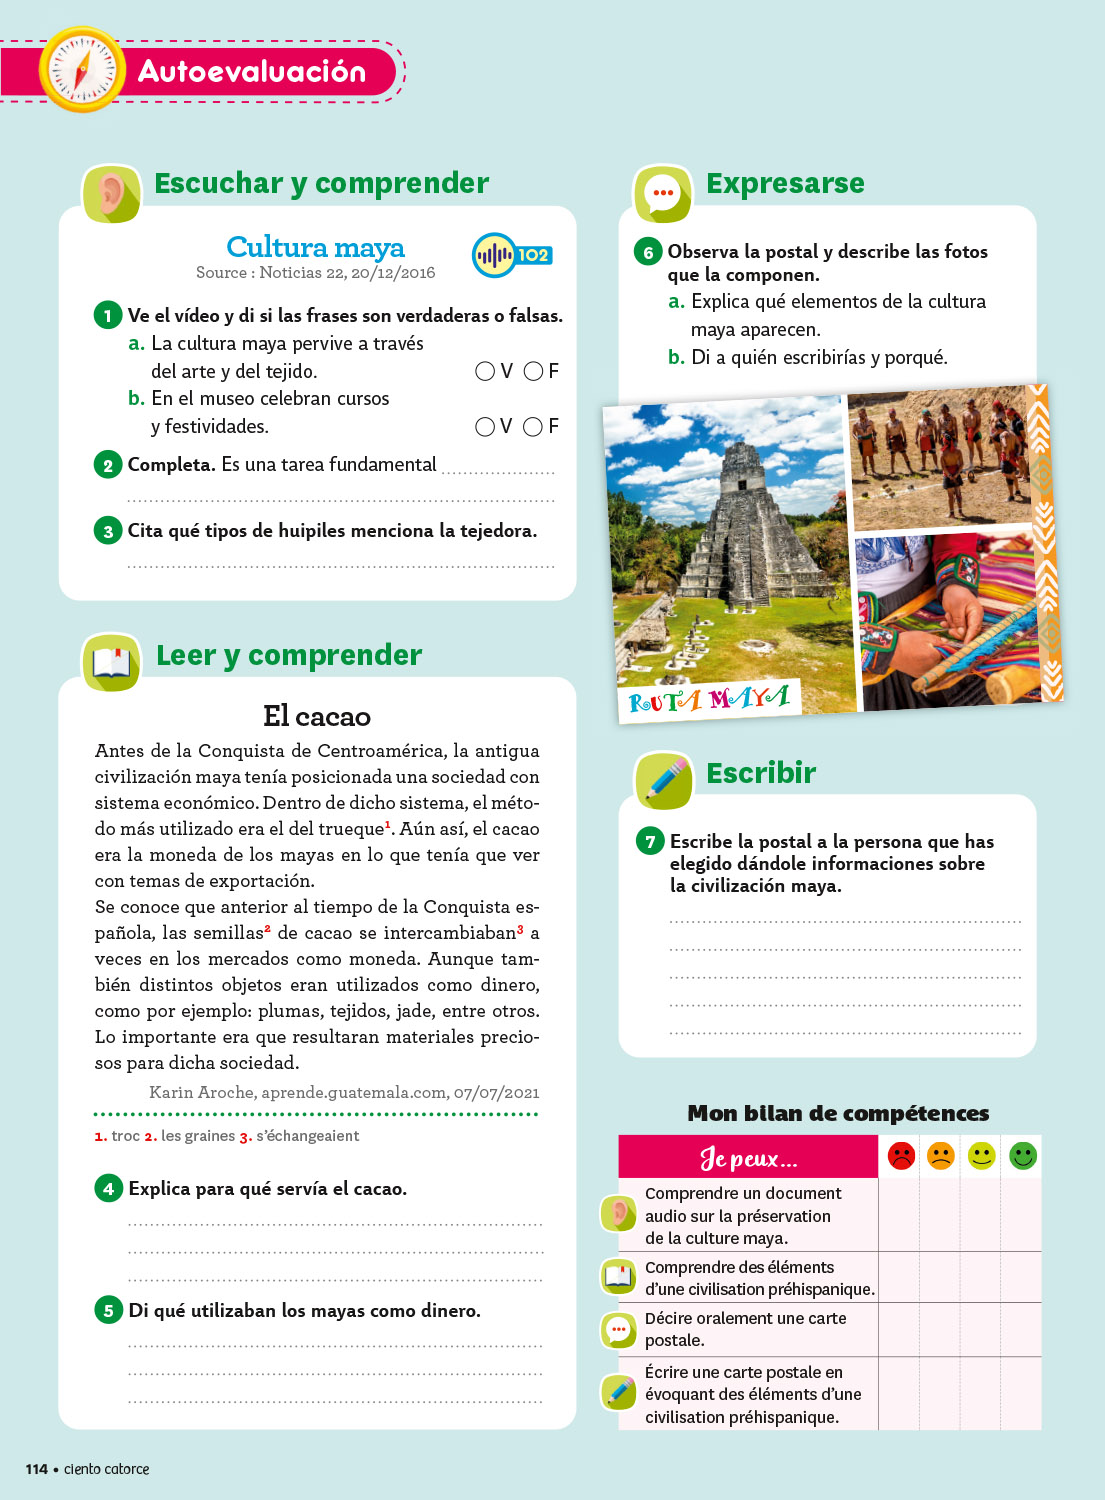 Autoevaluación
Escuchar y comprender
Cultura maya
102
Source : Noticias 22, 20/12/2016
1 Ve el vídeo y di si las frases son verdaderas o falsas.
a. La cultura maya pervive a través
del arte y del tejido. V F
b. En el museo celebran cursos
y festividades. V F
2 Completa. Es una tarea fundamental
3 Cita qué tipos de huipiles menciona la tejedora.
Leer y comprender
El cacao
Antes de la Conquista de Centroamérica, la antigua
civilización maya tenía posicionada una sociedad con
sistema económico. Dentro de dicho sistema, el méto-
do más utilizado era el del trueque1. Aún así, el cacao
era la moneda de los mayas en lo que tenía que ver
con temas de exportación.
Se conoce que anterior al tiempo de la Conquista es-
pañola, las semillas2 de cacao se intercambiaban3 a
veces en los mercados como moneda. Aunque tam-
bién distintos objetos eran utilizados como dinero,
como por ejemplo: plumas, tejidos, jade, entre otros.
Lo importante era que resultaran materiales precio-
sos para dicha sociedad.
Karin Aroche, aprende.guatemala.com, 07/07/2021
1. troc 2. les graines 3. s'échangeaient
4 Explica para qué servía el cacao.
5 Di qué utilizaban los mayas como dinero.
Expresarse
6 Observa la postal y describe las fotos
que la componen.
a. Explica qué elementos de la cultura
maya aparecen.
b. Di a quién escribirías y porqué.
RUTA MAYA
Escribir
7 Escribe la postal a la persona que has
elegido dándole informaciones sobre
la civilización maya.
Mon bilan de compétences
Je peux...
Comprendre un document
audio sur la préservation
de la culture maya.
Comprendre des éléments
d'une civilisation préhispanique.
Décire oralement une carte
postale.
Écrire une carte postale en
évoquant des éléments d'une
civilisation préhispanique.
114 • ciento catorce